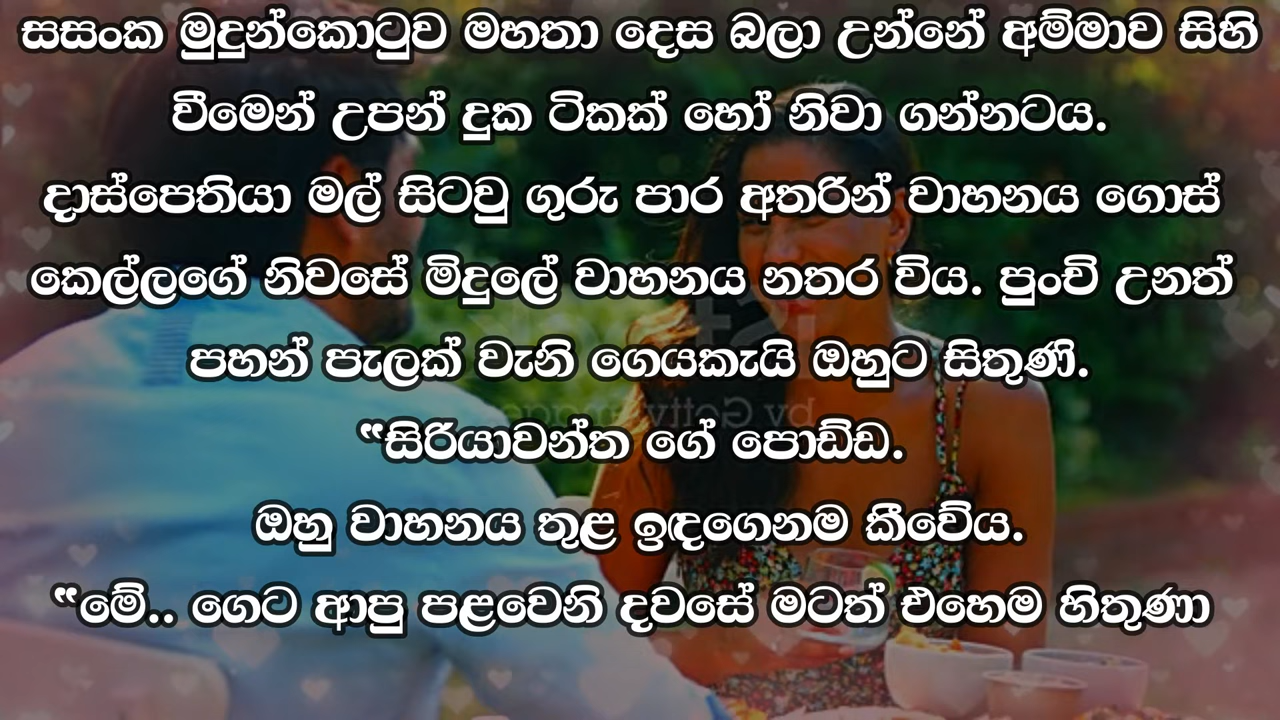 සසංක මුදුන්කොටුව මහතා දෙස බලා උන්නේ අම්මාව සිහි
වීමෙන් උපන් දුක ටිකක් හෝ නිවා ගන්නටය.
දාස්පෙතියා මල් සිටවු ගුරු පාර අතරින් වාහනය ගොස්
කෙල්ලගේ නිවසේ මිදුලේ වාහනය නතර විය. පුංචි උනත්
පහන් පැලක් වැනි ගෙයකැයි ඔහුට සිතුණි.
“සිරියාවන්ත ගේ පොඩ්ඩ.
ඔහු වාහනය තුළ ඉඳගෙනම කීවේය.
“මේ.. ගෙට ආපු පළවෙනි දවසේ මටත් එහෙම හිතුණා